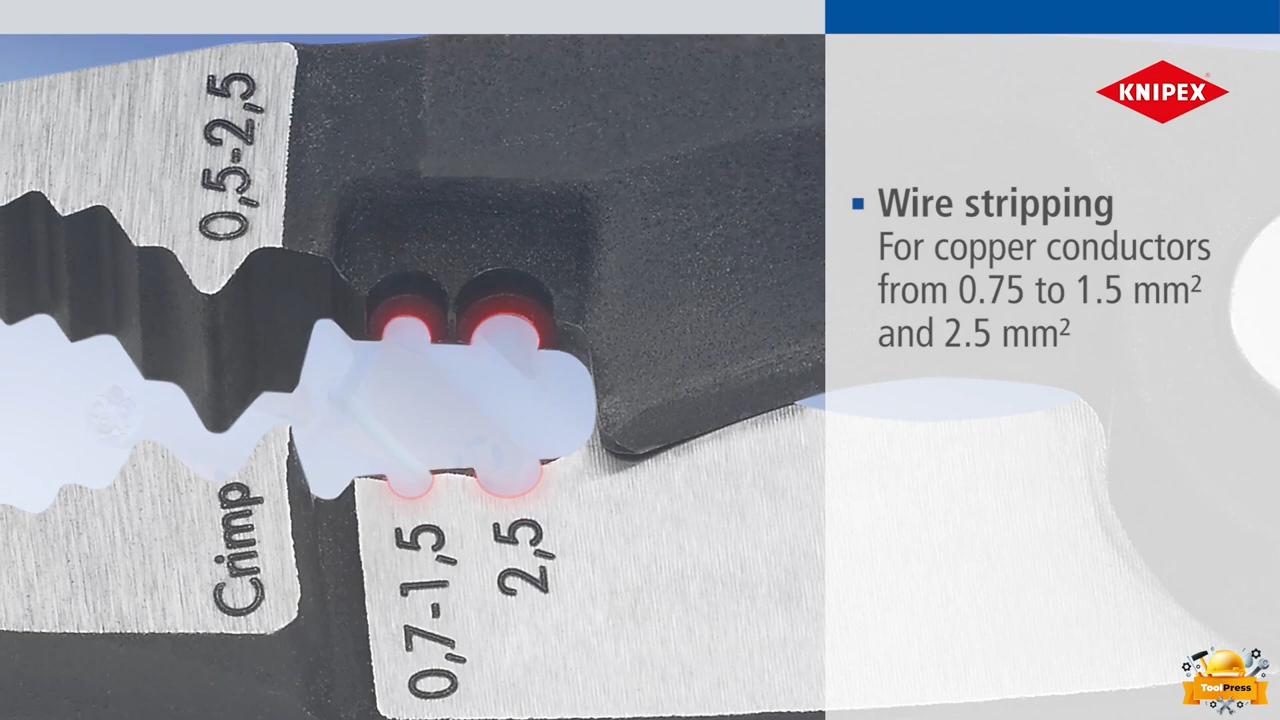 KNIPEX
Wire stripping
For copper conductors
from 0.75 to 1.5 mm²
and 2.5 mm²
0,5-2,5
Crimp
0,7-1,5
2,5
ToolPress